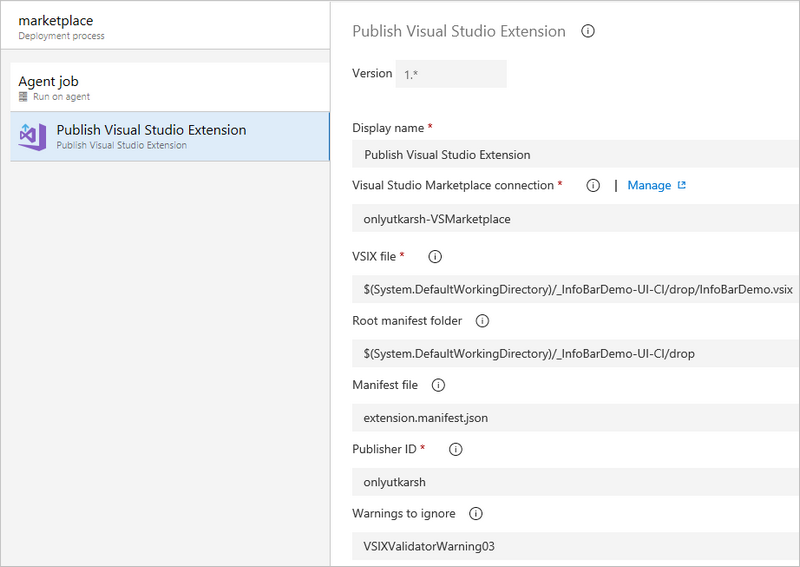 marketplace
Deployment process
Agent job
Run on agent
Publish Visual Studio Extension
Publish Visual Studio Extension
Publish Visual Studio Extension
Version 1.*
Display name *
Publish Visual Studio Extension
Visual Studio Marketplace connection * | Manage
onlyutkarsh-VSMarketplace
VSIX file *
$(System.DefaultWorkingDirectory)/_InfoBarDemo-UI-CI/drop/InfoBarDemo.vsix
Root manifest folder
$(System.DefaultWorkingDirectory)/_InfoBarDemo-UI-CI/drop
Manifest file
extension.manifest.json
Publisher ID *
onlyutkarsh
Warnings to ignore
VSIXValidatorWarning03